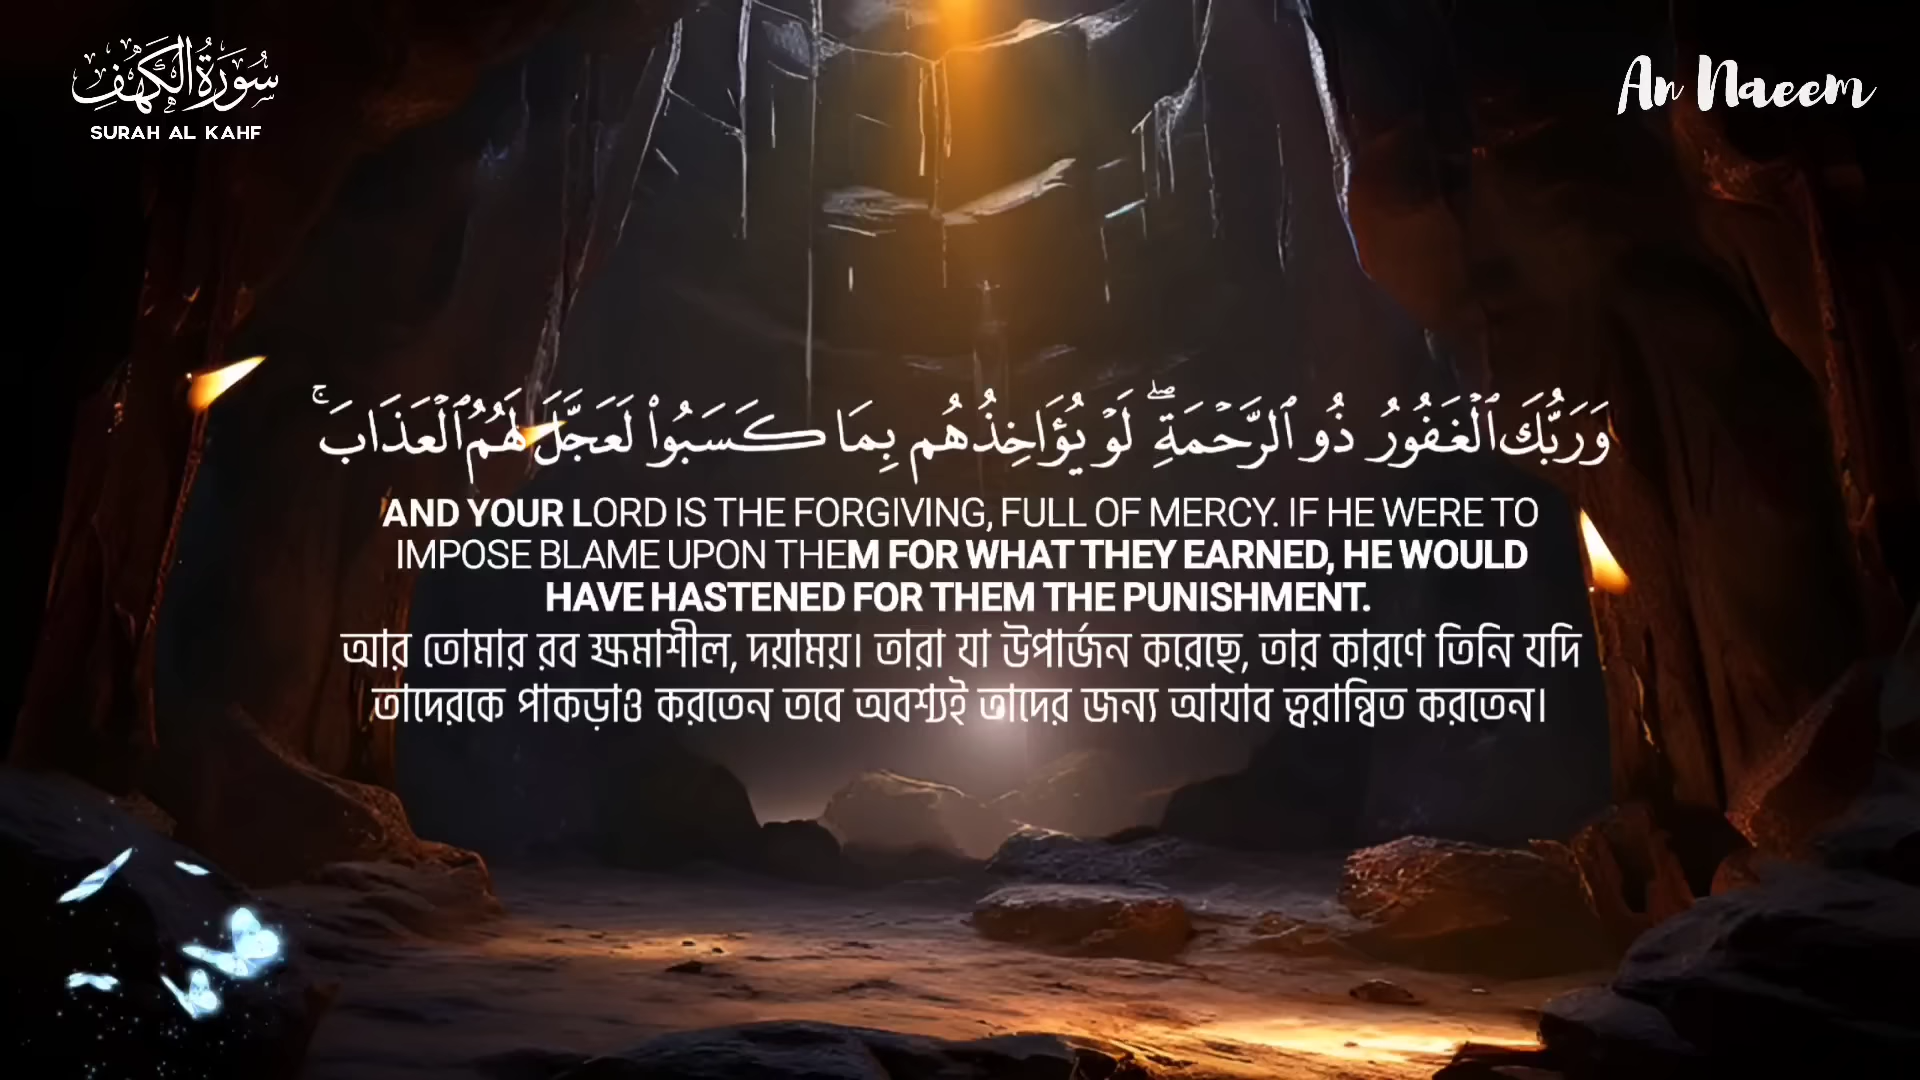 سُورَةُ الكَهْفِ
SURAH AL KAHF
An Naeem
وَرَبُّكَ ٱلْغَفُورُ ذُو ٱلرَّحْمَةِ ۖ لَوْ يُؤَاخِذُهُم بِمَا كَسَبُوا۟ لَعَجَّلَ لَهُمُ ٱلْعَذَابَ ۚ
AND YOUR LORD IS THE FORGIVING, FULL OF MERCY. IF HE WERE TO
IMPOSE BLAME UPON THEM FOR WHAT THEY EARNED, HE WOULD
HAVE HASTENED FOR THEM THE PUNISHMENT.
আর তোমার রব ক্ষমাশীল, দয়াময়। তারা যা উপার্জন করেছে, তার কারণে তিনি যদি
তাদেরকে পাকড়াও করতেন তবে অবশ্যই তাদের জন্য আযাব ত্বরান্বিত করতেন।